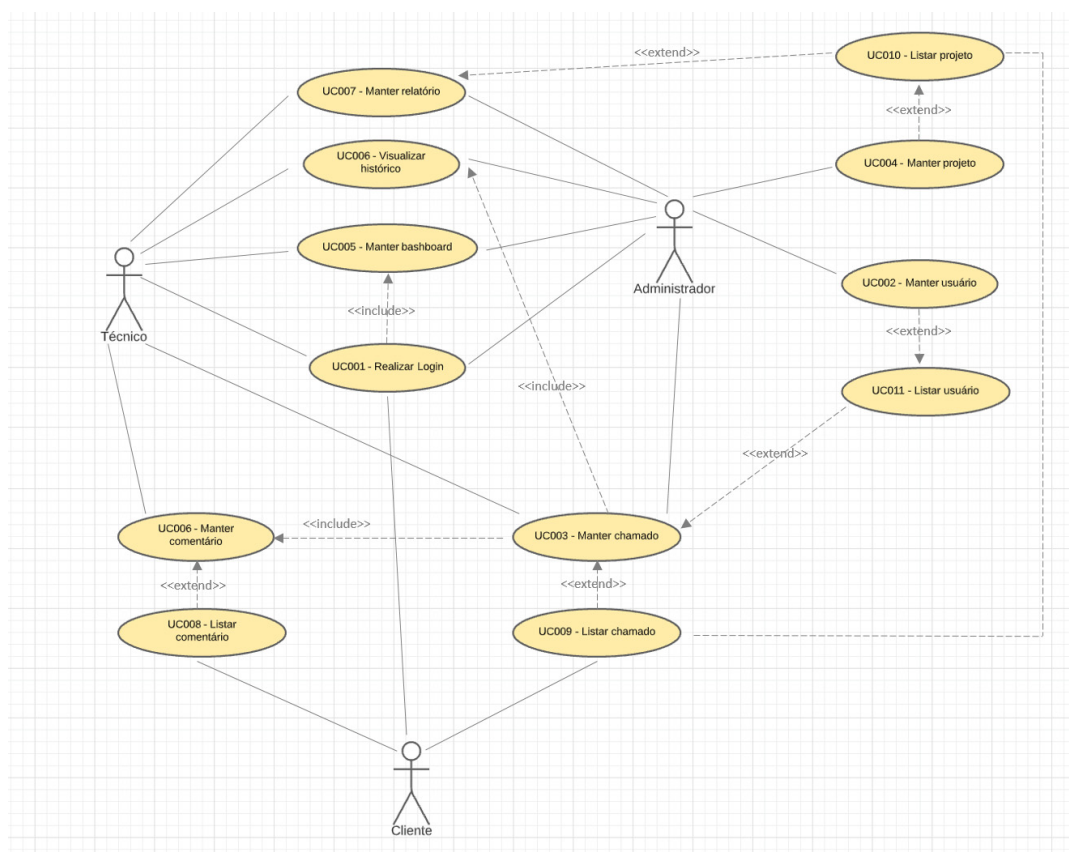 <<extend>>
UC010 - Listar projeto
UC007 - Manter relatório
<<extend>>
UC006 - Visualizar
histórico
UC004 - Manter projeto
UC005 - Manter bashboard
Administrador
UC002 - Manter usuário
<<include>>
Técnico
<<extend>>
UC001 - Realizar Login
<<include>>
UC011 - Listar usuário
<<extend>>
UC006 - Manter
comentário
<<include>>
UC003 - Manter chamado
<<extend>>
<<extend>>
UC008 - Listar
comentário
UC009 - Listar chamado
Cliente